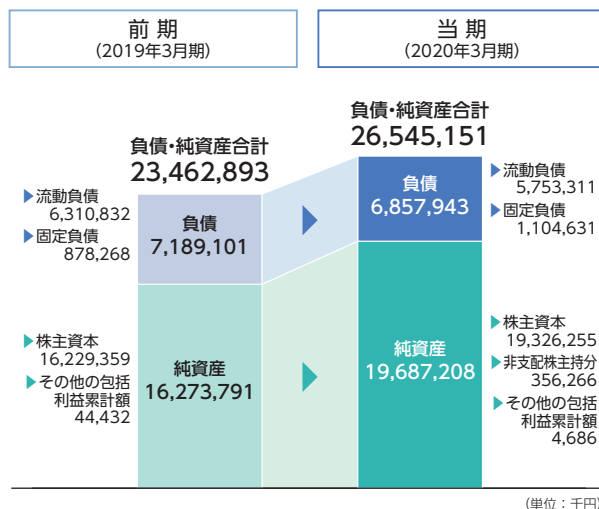 前 期
(2019年3月期)
当 期
(2020年3月期)
負債・純資産合計
23,462,893
▶流動負債
6,310,832
▶固定負債
878,268
負債
7,189,101
▶株主資本
16,229,359
▶その他の包括
利益累計額
44,432
純資産
16,273,791
負債・純資産合計
26,545,151
負債
6,857,943
▶流動負債
5,753,311
▶固定負債
1,104,631
純資産
19,687,208
▶株主資本
19,326,255
▶非支配株主持分
356,266
▶その他の包括
利益累計額
4,686
(単位:千円)